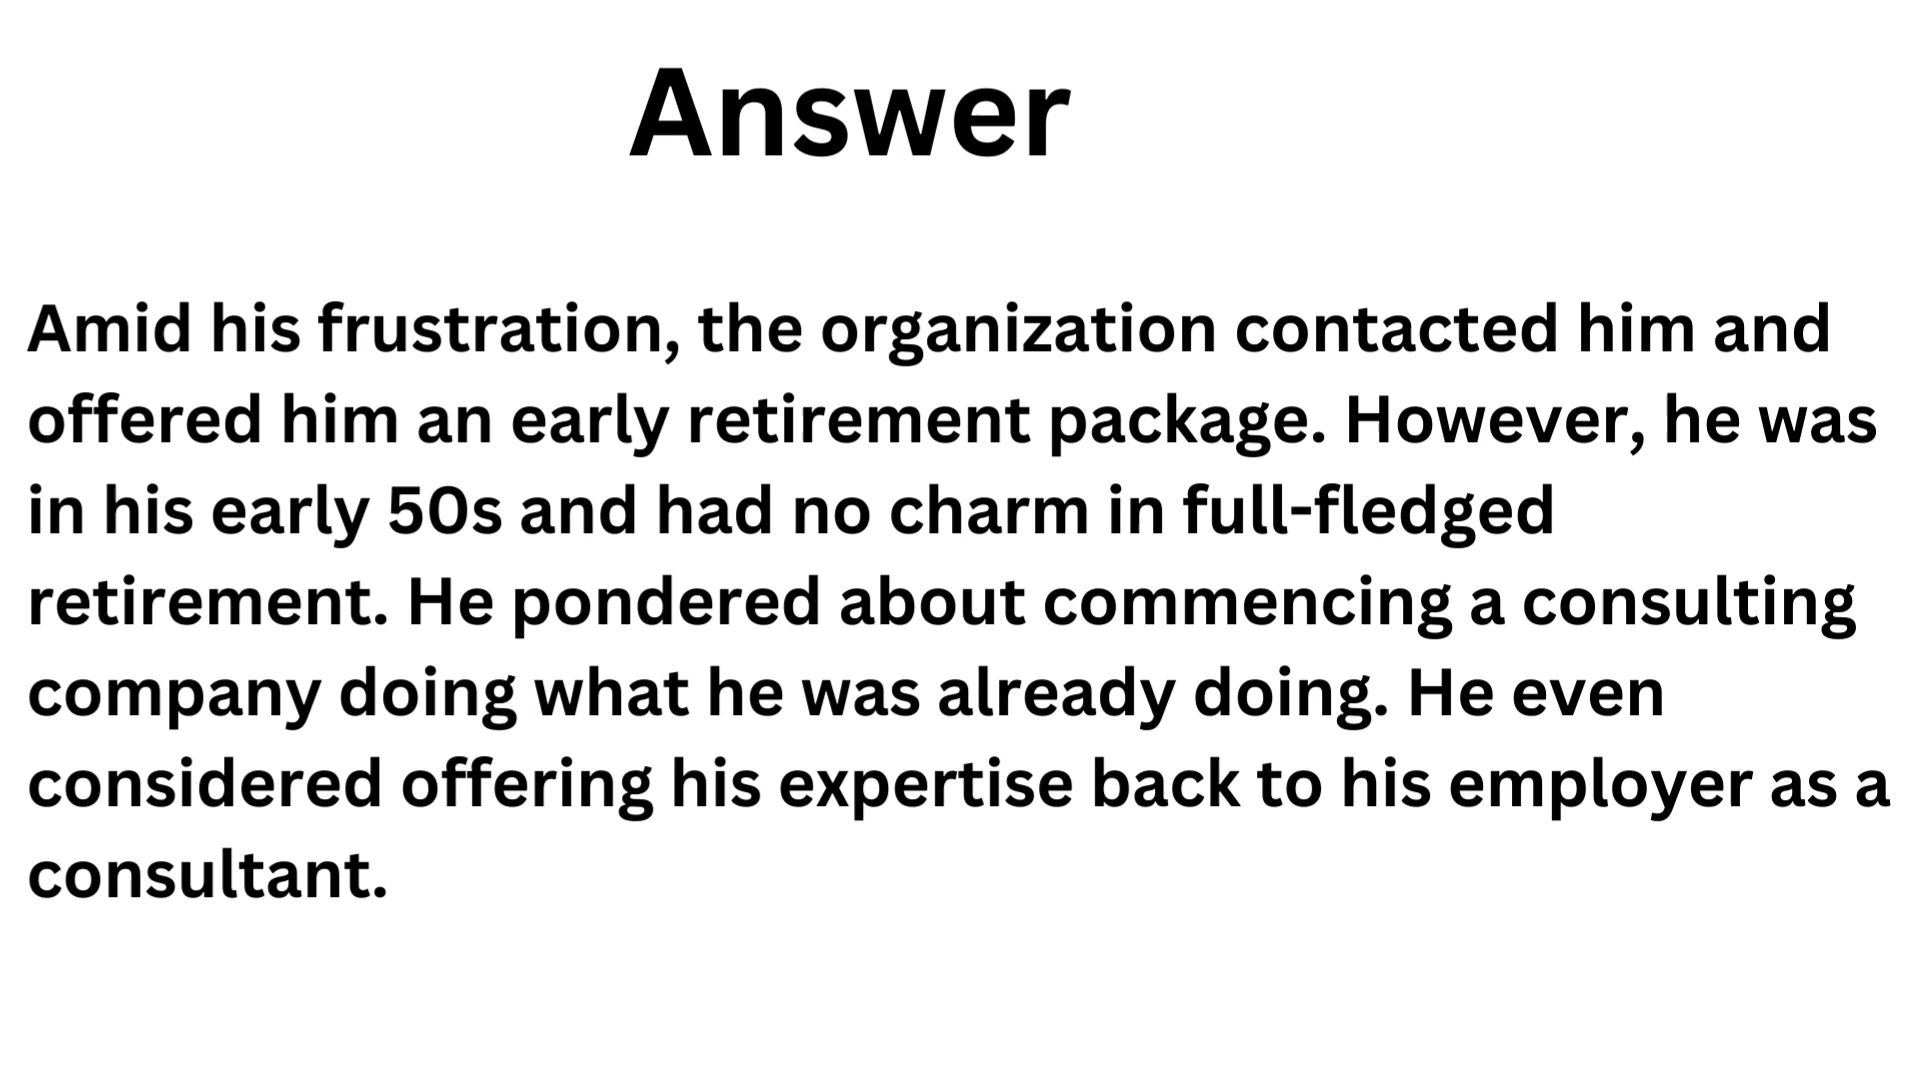 Answer
Amid his frustration, the organization contacted him and
offered him an early retirement package. However, he was
in his early 50s and had no charm in full-fledged
retirement. He pondered about commencing a consulting
company doing what he was already doing. He even
considered offering his expertise back to his employer as a
consultant.